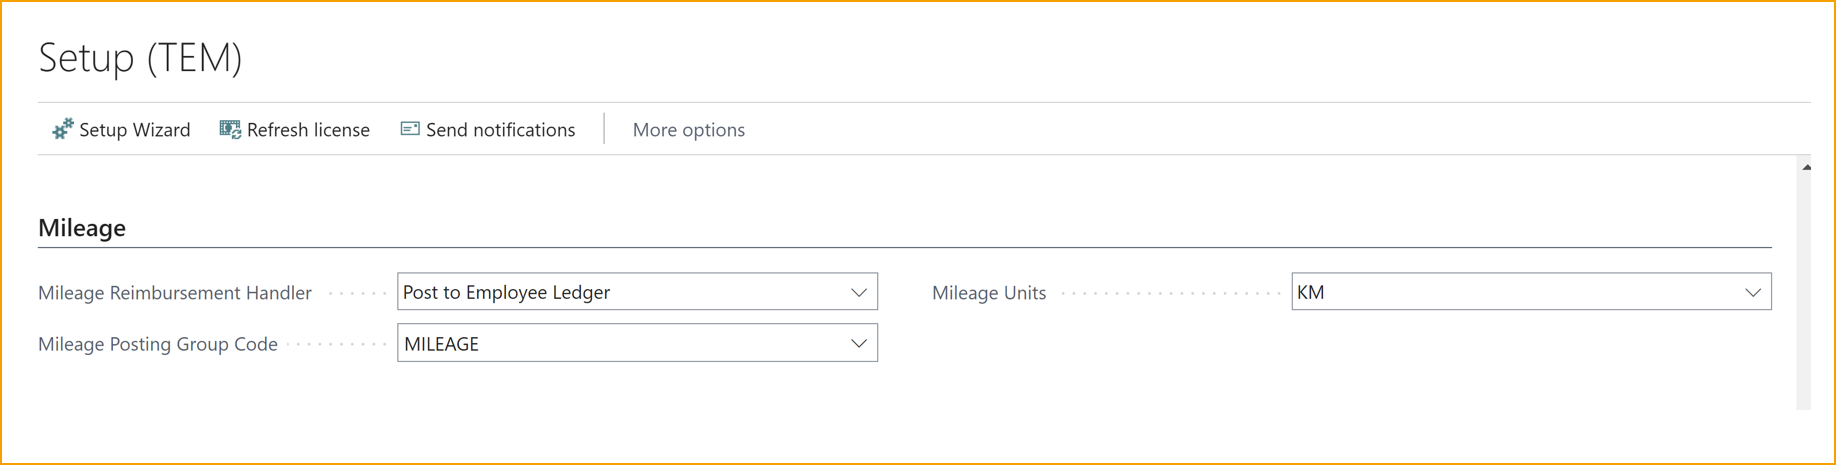 Setup (TEM)
Setup Wizard Refresh license Send notifications More options
Mileage
Mileage Reimbursement Handler Post to Employee Ledger Mileage Units KM
Mileage Posting Group Code MILEAGE